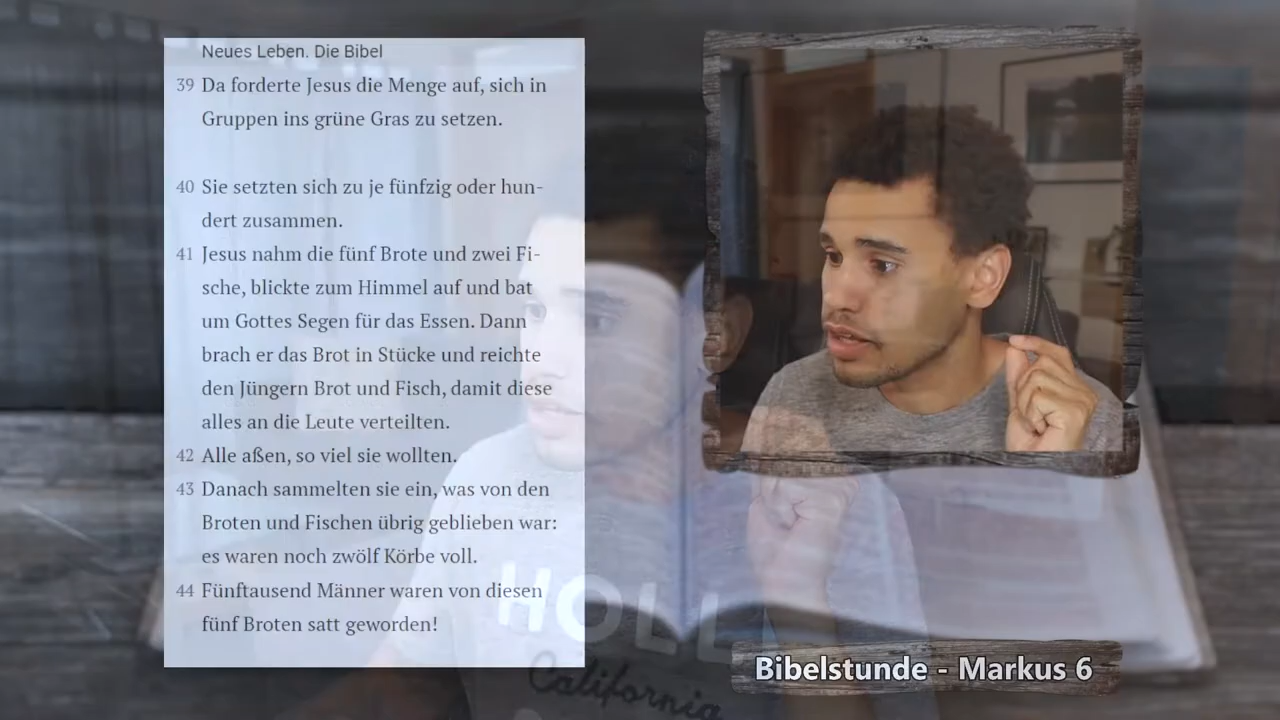 Neues Leben. Die Bibel
39 Da forderte Jesus die Menge auf, sich in
Gruppen ins grüne Gras zu setzen.
40 Sie setzten sich zu je fünfzig oder hun-
dert zusammen.
41 Jesus nahm die fünf Brote und zwei Fi-
sche, blickte zum Himmel auf und bat
um Gottes Segen für das Essen. Dann
brach er das Brot in Stücke und reichte
den Jüngern Brot und Fisch, damit diese
alles an die Leute verteilten.
42 Alle aßen, so viel sie wollten.
43 Danach sammelten sie ein, was von den
Broten und Fischen übrig geblieben war:
es waren noch zwölf Körbe voll.
44 Fünftausend Männer waren von diesen
fünf Broten satt geworden!
HOLL
California
Bibelstunde - Markus 6